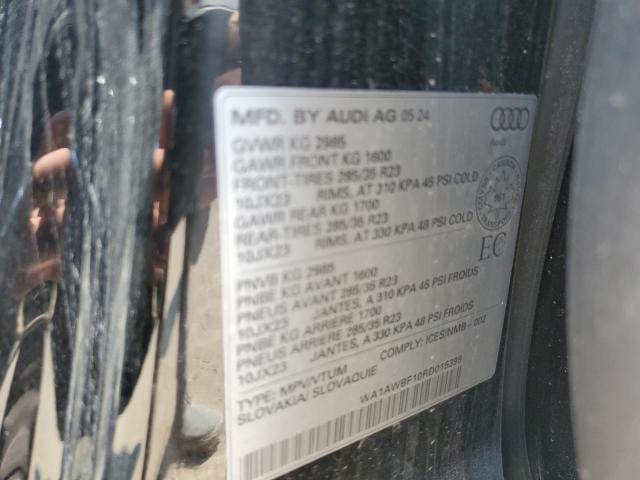 MFD. BY AUDI AG 05 24
Audi
GVWR KG 2985
GAWR FRONT KG 1600
FRONT-TIRES 285/35 R23
10JX23 RIMS, AT 310 KPA 45 PSI COLD
GAWR REAR KG 1700
REAR-TIRES 285/35 R23
10JX23 RIMS, AT 330 KPA 48 PSI COLD
EC
PNVB KG 2985
PNBE KG AVANT 1600
PNEUS AVANT 285/35 R23
10JX23 JANTES, A 310 KPA 45 PSI FROIDS
PNBE KG ARRIERE 1700
PNEUS ARRIERE 285/35 R23
10JX23 JANTES, A 330 KPA 48 PSI FROIDS
TYPE: MPV/VTUM COMPLY: ICES/NMB - 002
SLOVAKIA/ SLOVAQUIE
WA1AWBF10RD015399